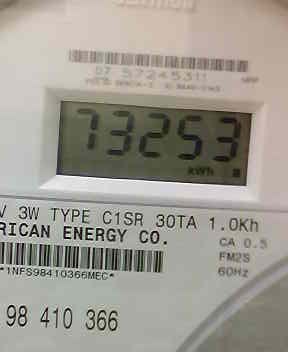 07 57245311
73253
kWh
V 3W TYPE C1SR 30TA 1.0Kh
RICAN ENERGY CO.
CA 0.5
FM2S
60Hz
*1NFS98410366MEC*
98 410 366